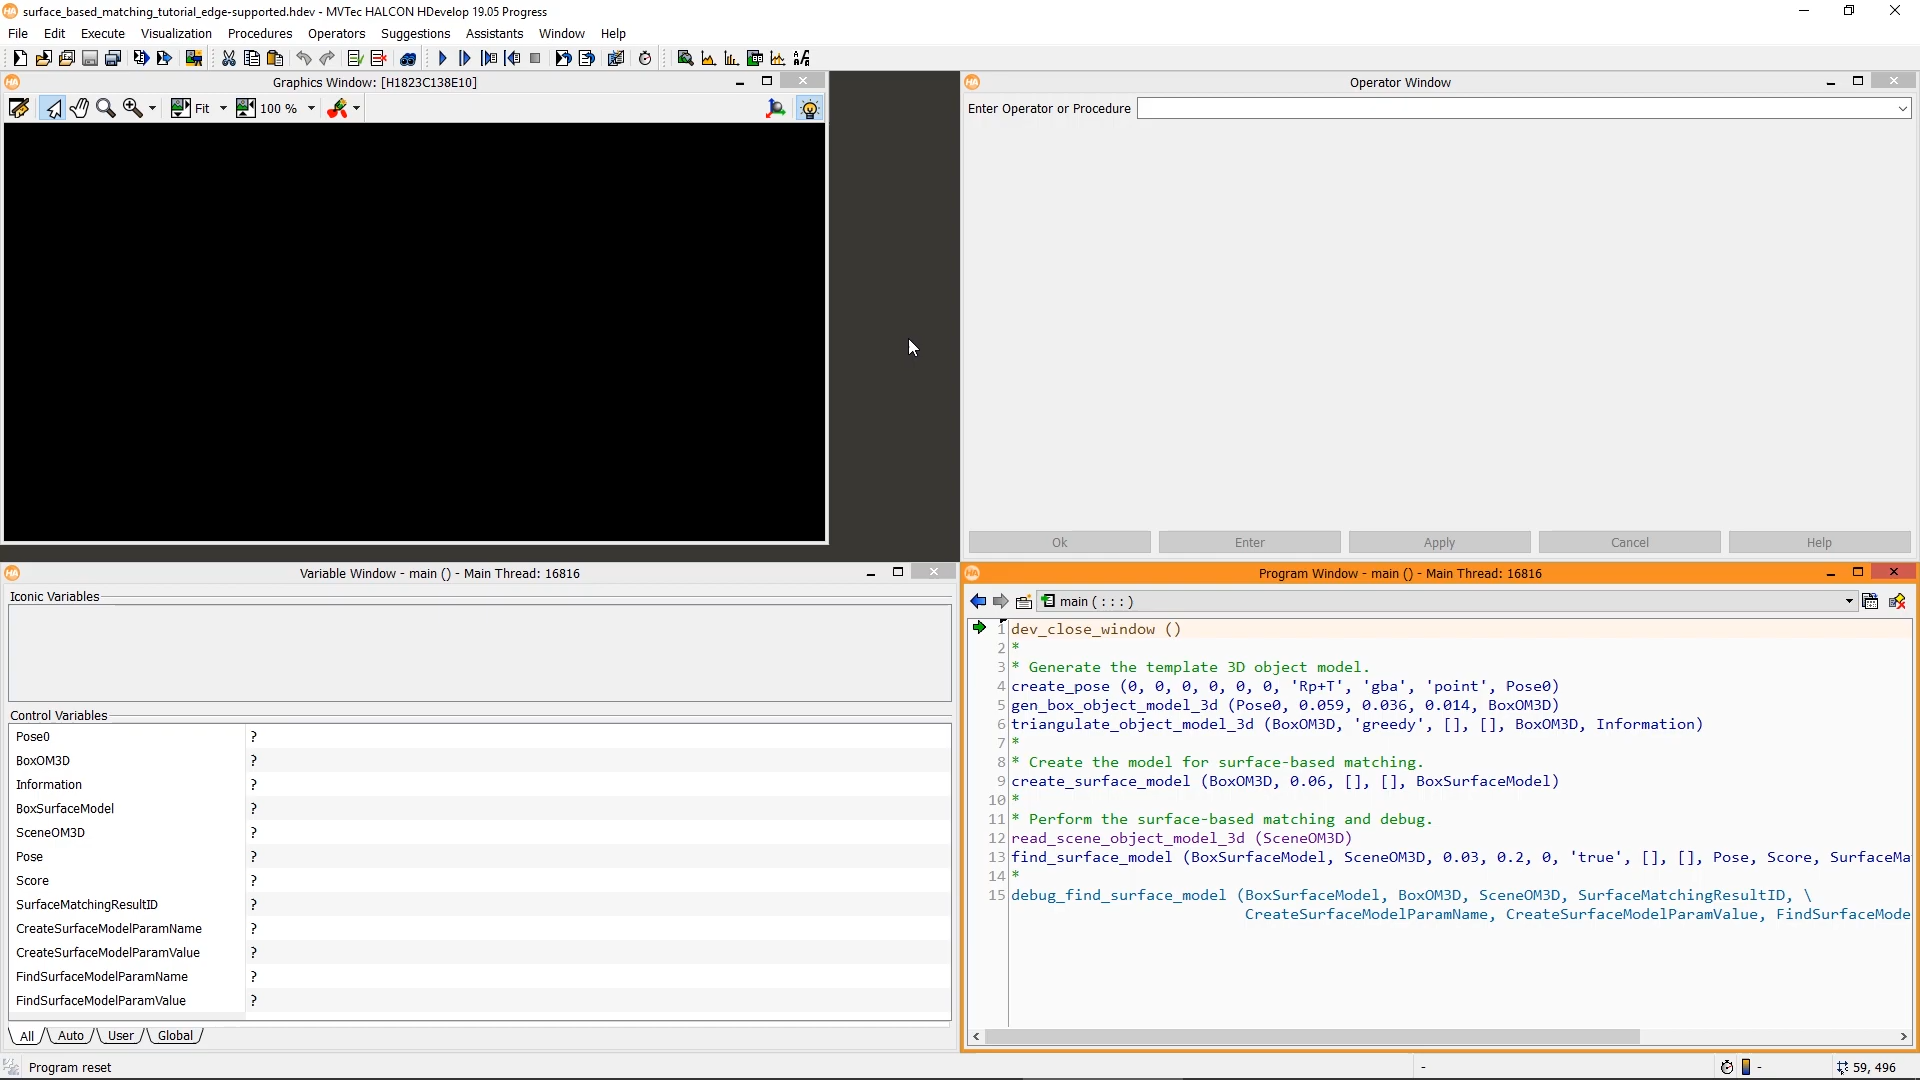 surface_based_matching_tutorial_edge-supported.hdev - MVTec HALCON HDevelop 19.05 Progress
File Edit Execute Visualization Procedures Operators Suggestions Assistants Window Help
Graphics Window: [H1823C138E10]
Fit 100 %
Operator Window
Enter Operator or Procedure
Ok Enter Apply Cancel Help
Variable Window - main () - Main Thread: 16816
Iconic Variables
Control Variables
Pose0 ?
BoxOM3D ?
Information ?
BoxSurfaceModel ?
SceneOM3D ?
Pose ?
Score ?
SurfaceMatchingResultID ?
CreateSurfaceModelParamName ?
CreateSurfaceModelParamValue ?
FindSurfaceModelParamName ?
FindSurfaceModelParamValue ?
All Auto User Global
Program Window - main () - Main Thread: 16816
main ( : : : )
1 dev_close_window ()
2 *
3 * Generate the template 3D object model.
4 create_pose (0, 0, 0, 0, 0, 0, 'Rp+T', 'gba', 'point', Pose0)
5 gen_box_object_model_3d (Pose0, 0.059, 0.036, 0.014, BoxOM3D)
6 triangulate_object_model_3d (BoxOM3D, 'greedy', [], [], BoxOM3D, Information)
7 *
8 * Create the model for surface-based matching.
9 create_surface_model (BoxOM3D, 0.06, [], [], BoxSurfaceModel)
10 *
11 * Perform the surface-based matching and debug.
12 read_scene_object_model_3d (SceneOM3D)
13 find_surface_model (BoxSurfaceModel, SceneOM3D, 0.03, 0.2, 0, 'true', [], [], Pose, Score, SurfaceMa
14 *
15 debug_find_surface_model (BoxSurfaceModel, BoxOM3D, SceneOM3D, SurfaceMatchingResultID, \
CreateSurfaceModelParamName, CreateSurfaceModelParamValue, FindSurfaceMode
Program reset
- - 59, 496